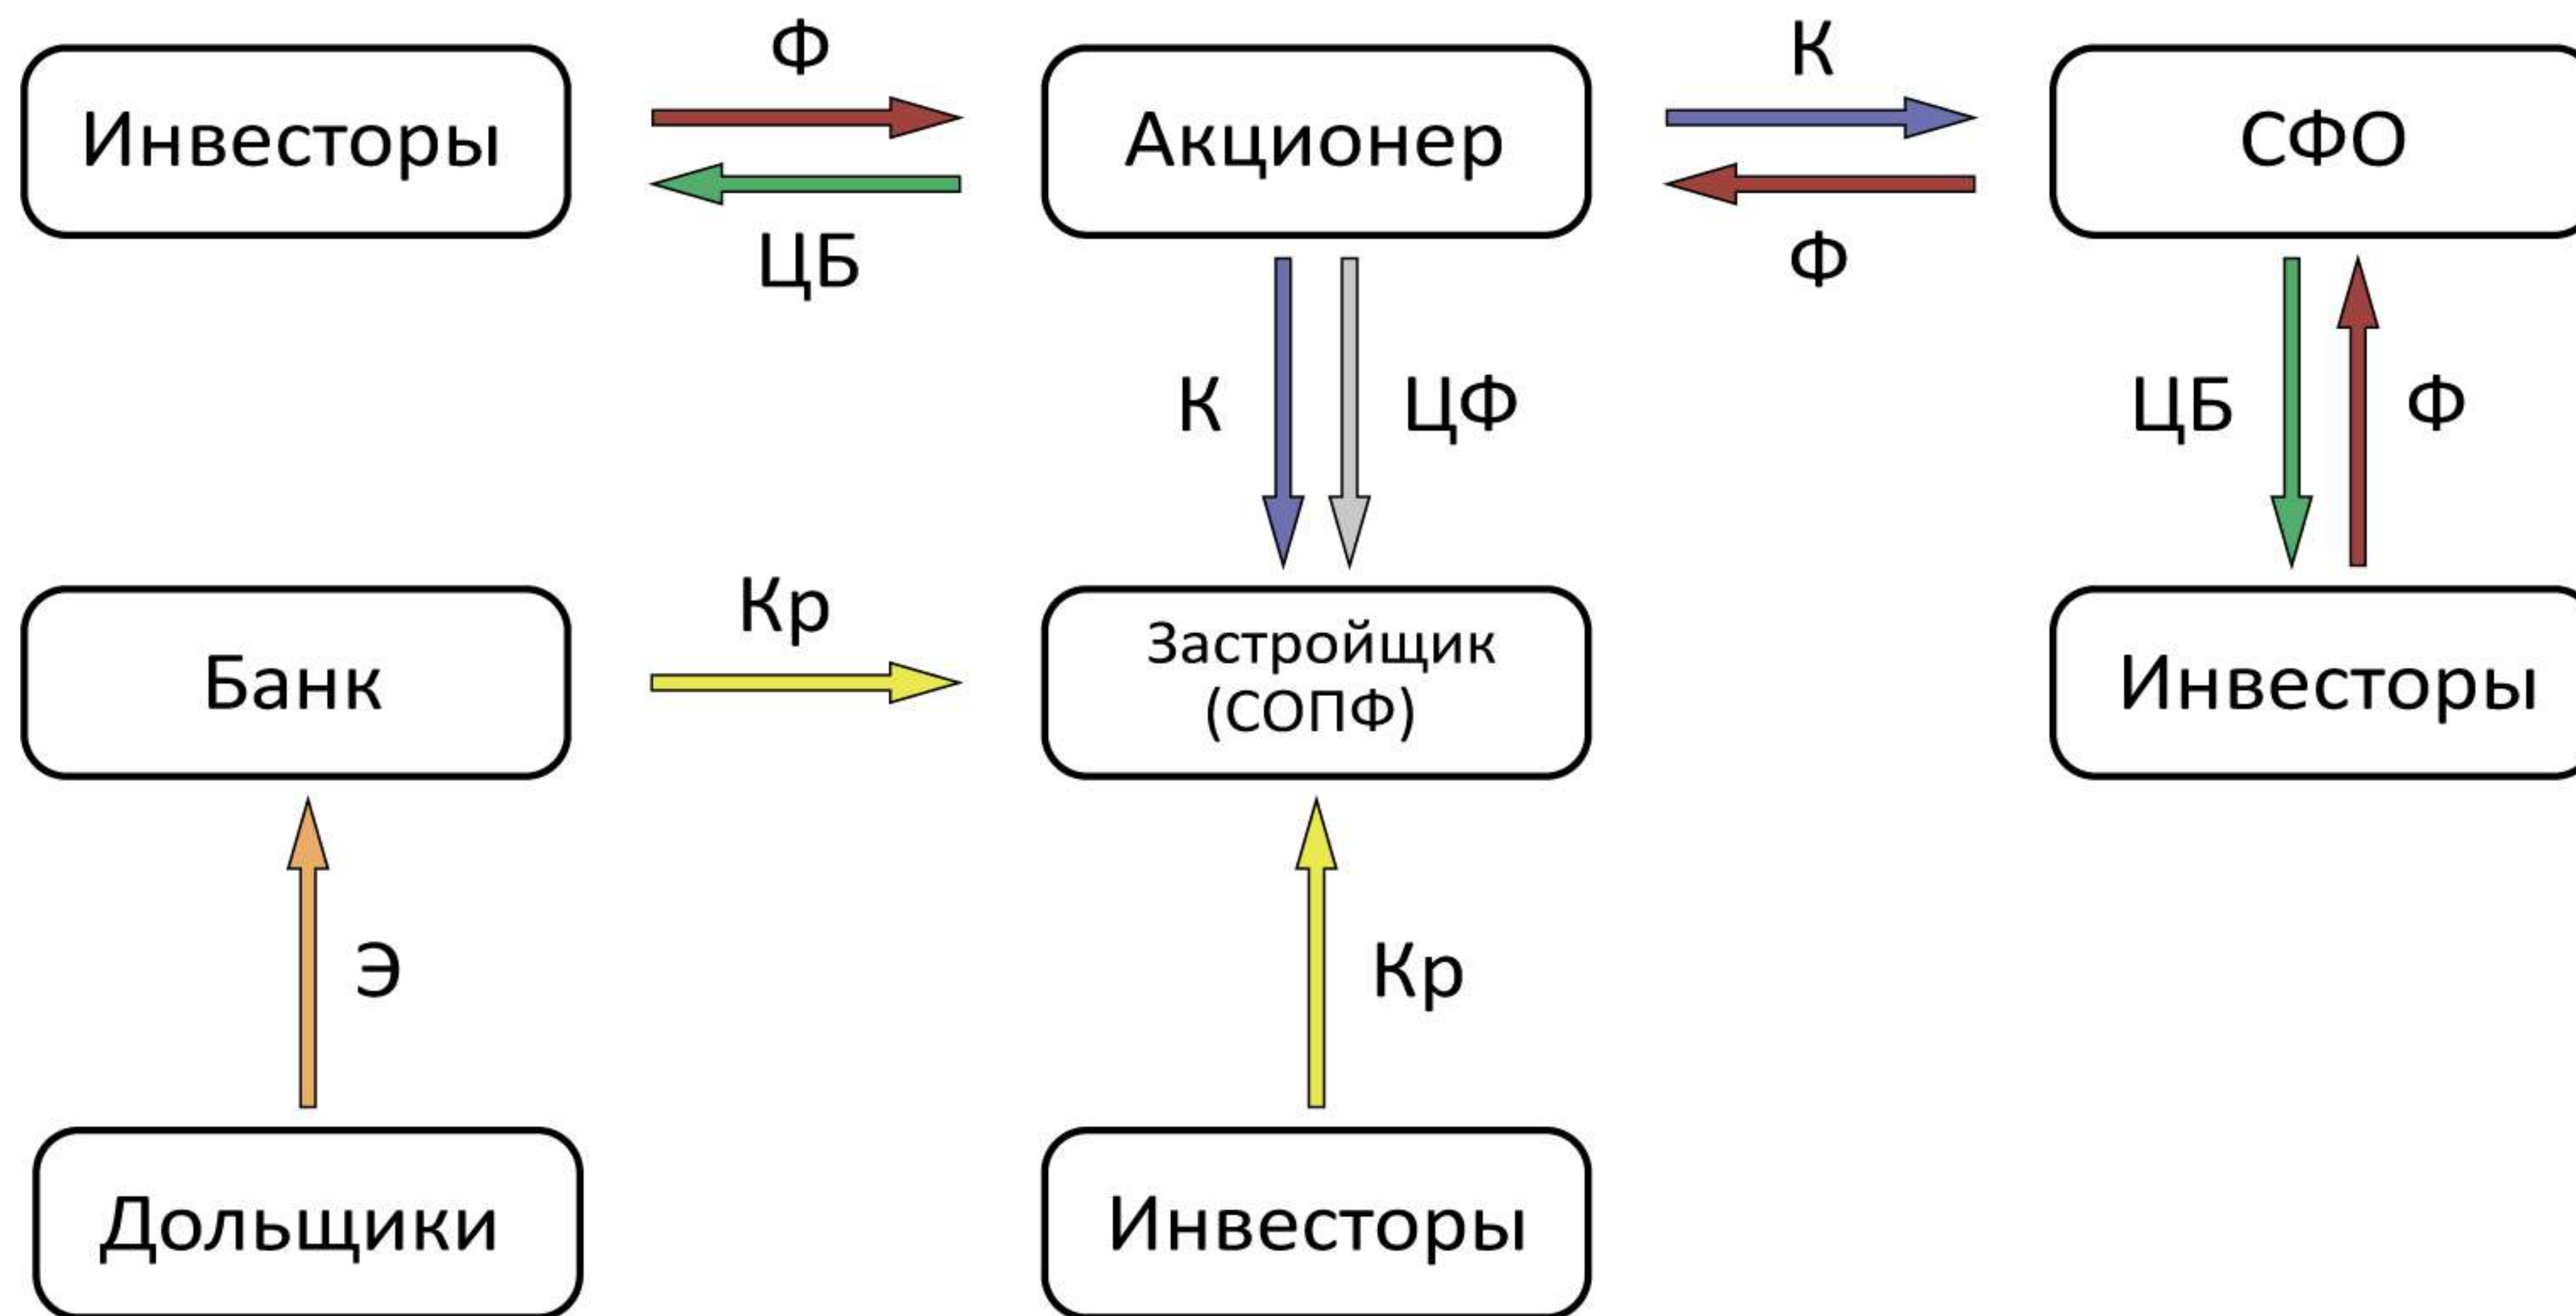 Ф
К
Инвесторы
Акционер
СФО
ЦБ
Ф
К
ЦФ
ЦБ
Ф
Кр
Банк
Застройщик
(СОПФ)
Инвесторы
Э
Кр
Дольщики
Инвесторы